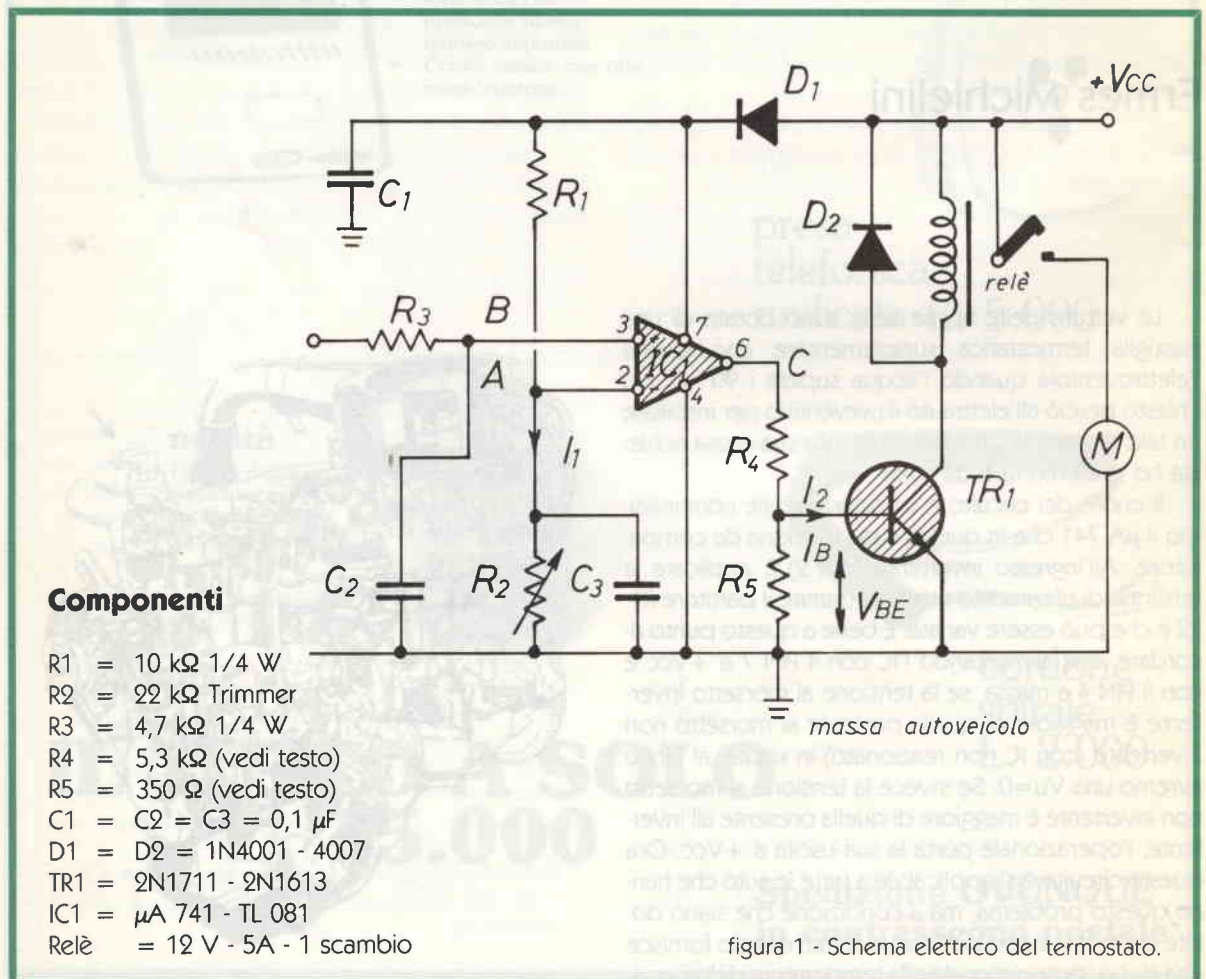 +Vcc
D1
C1
R1
D2
relè
R3
B
A
3
7
IC1
6
C
2
4
I1
R4
M
I2
TR1
IB
C2
R2
C3
R5
VBE
massa autoveicolo
Componenti
R1 = 10 kΩ 1/4 W
R2 = 22 kΩ Trimmer
R3 = 4,7 kΩ 1/4 W
R4 = 5,3 kΩ (vedi testo)
R5 = 350 Ω (vedi testo)
C1 = C2 = C3 = 0,1 µF
D1 = D2 = 1N4001 - 4007
TR1 = 2N1711 - 2N1613
IC1 = µA 741 - TL 081
Relè = 12 V - 5A - 1 scambio
figura 1 - Schema elettrico del termostato.